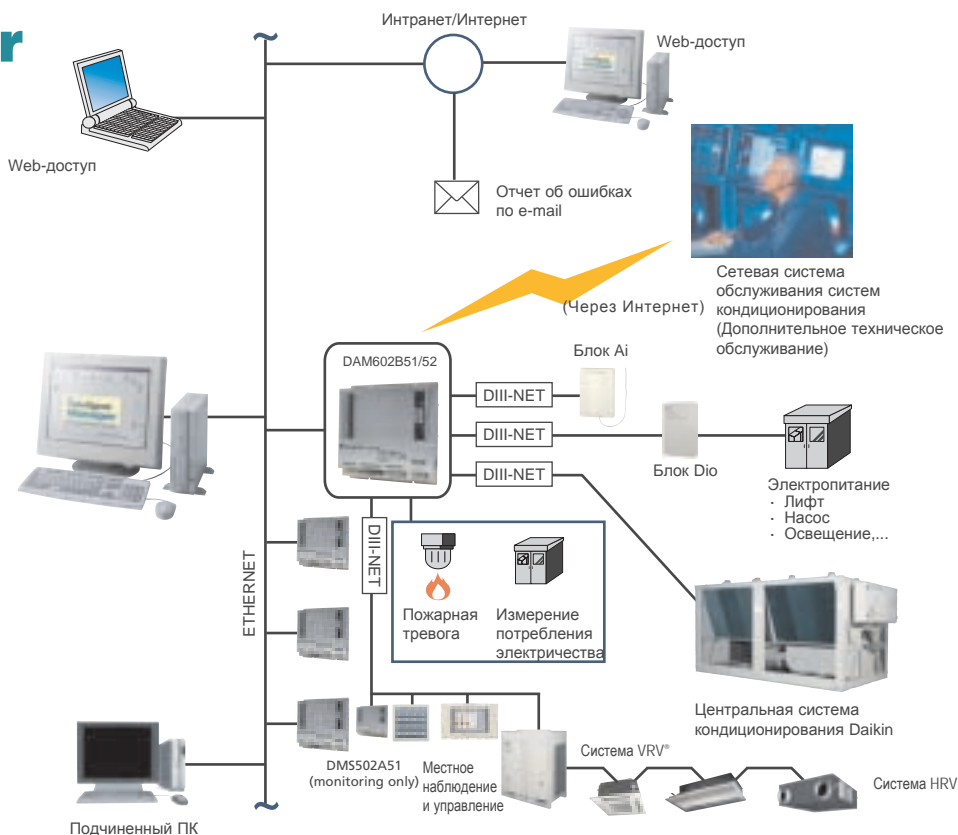 r
Интранет/Интернет
Web-доступ
Web-доступ
Отчет об ошибках
по e-mail
Сетевая система
обслуживания систем
кондиционирования
(Дополнительное техническое
обслуживание)
(Через Интернет)
DAM602B51/52
Блок Ai
DIII-NET
DIII-NET
Блок Dio
DIII-NET
Электропитание
· Лифт
· Насос
· Освещение,...
DIII-NET
ETHERNET
Пожарная
тревога
Измерение
потребления
электричества
Центральная система
кондиционирования Daikin
DMS502A51
(monitoring only)
Местное
наблюдение
и управление
Система VRV®
Система HRV
Подчиненный ПК